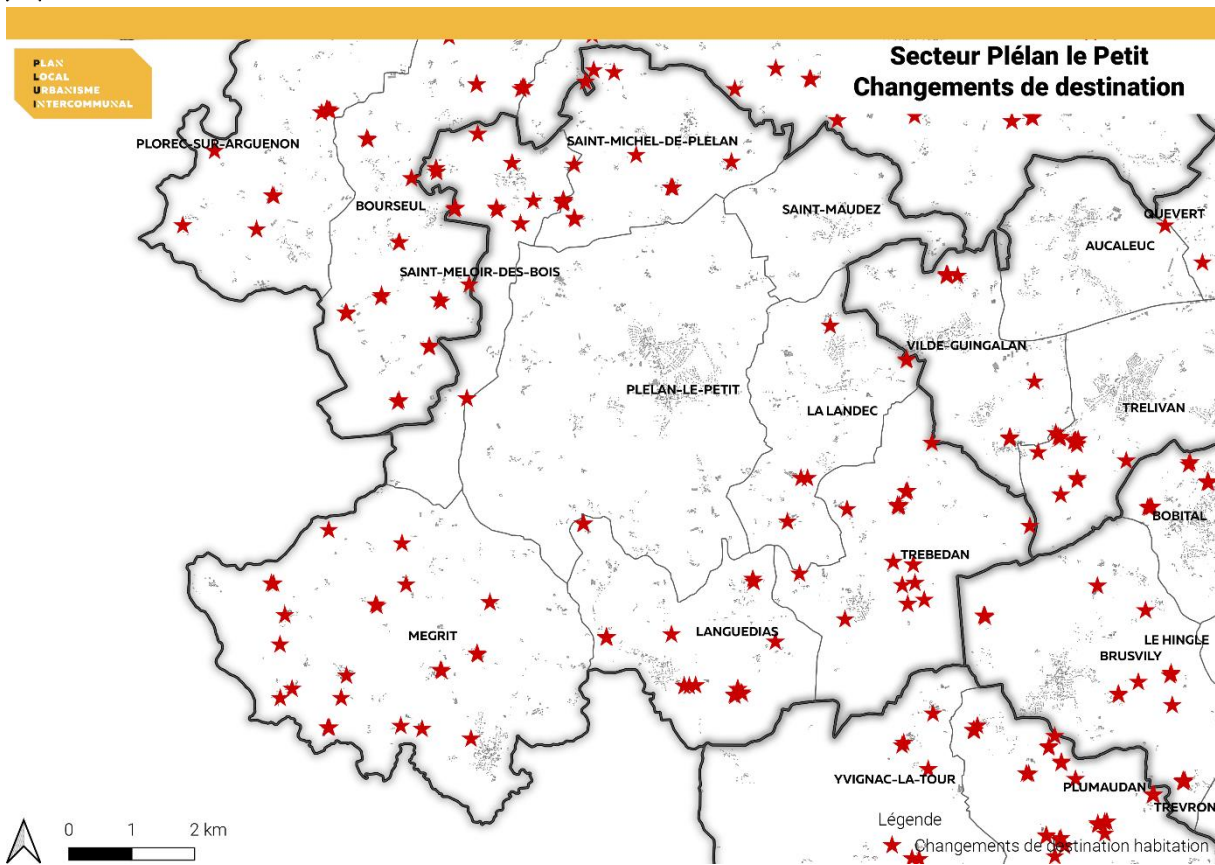 PLAN
LOCAL
URBANISME
INTERCOMMUNAL
Secteur Plélan le Petit
Changements de destination
PLOREC-SUR-ARGUENON
SAINT-MICHEL-DE-PLELAN
BOURSEUL
SAINT-MAUDEZ
QUEVERT
AUCALEUC
SAINT-MELOIR-DES-BOIS
VILDE-GUINGALAN
PLELAN-LE-PETIT
LA LANDEC
TRELIVAN
BOBITAL
TREBEDAN
MEGRIT
LANGUEDIAS
LE HINGLE
BRUSVILY
YVIGNAC-LA-TOUR
PLUMAUDAN
TREVRON
Légende
Changements de destination habitation
0 1 2 km